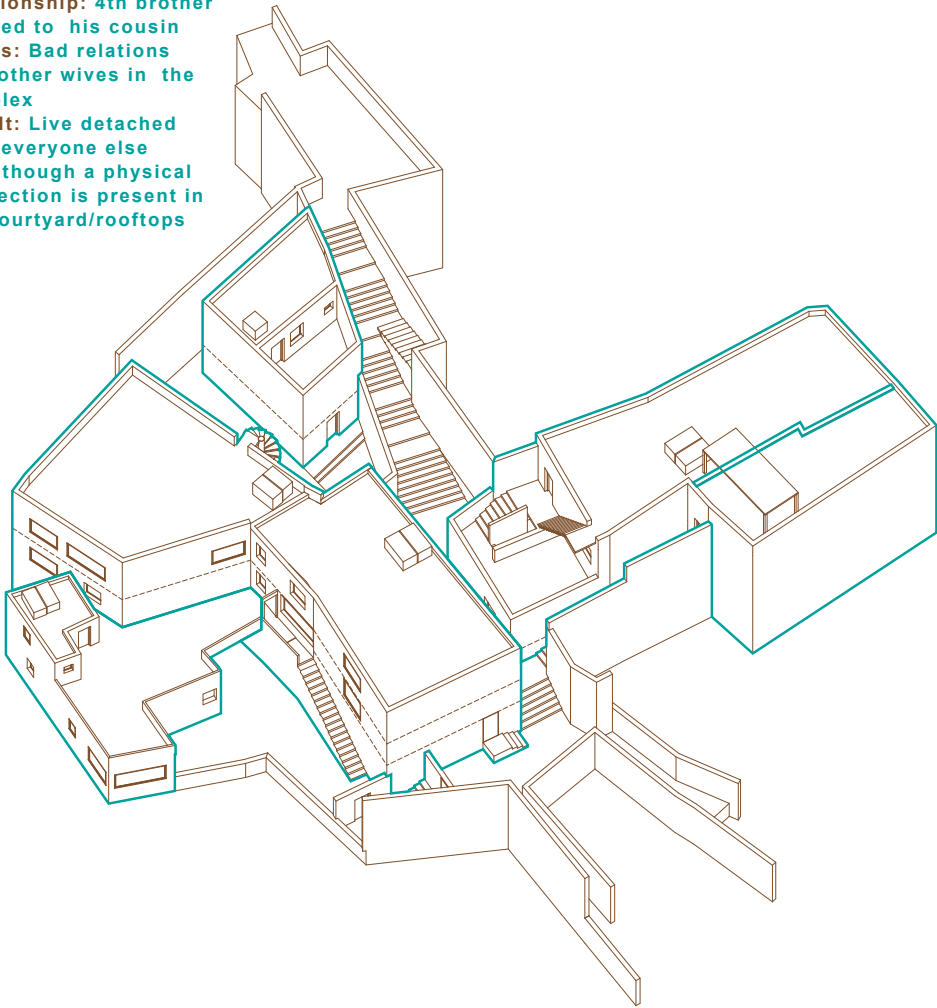 ionship: 4th brother
ed to his cousin
s: Bad relations
other wives in the
lex
lt: Live detached
everyone else
though a physical
ection is present in
ourtyard/rooftops